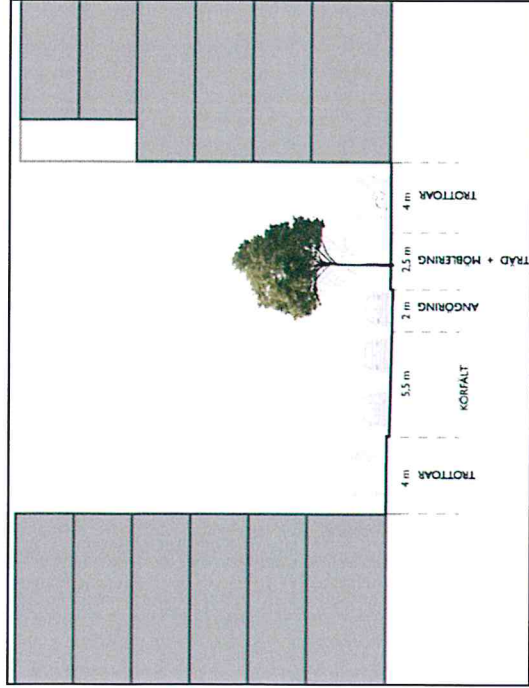 4 m
TROTTOAR
5,5 m
KÖRFÄLT
2 m
ANGÖRING
2,5 m
TRÄD + MÖBLERING
4 m
TROTTOAR